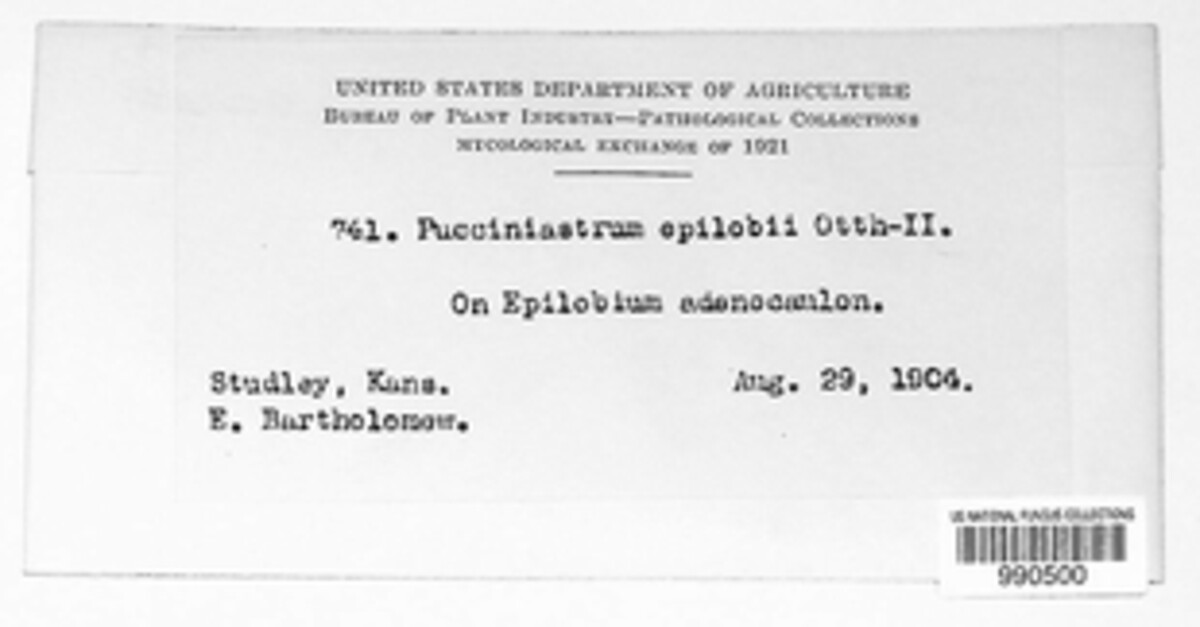 UNITED STATES DEPARTMENT OF AGRICULTURE
BUREAU OF PLANT INDUSTRY—PATHOLOGICAL COLLECTIONS
MYCOLOGICAL EXCHANGE OF 1921
741. Pucciniastrum epilobii Otth-II.
On Epilobium adenocaulon.
Studley, Kans.
Aug. 29, 1904.
E. Bartholomew.
US NATIONAL FUNGUS COLLECTIONS
990500